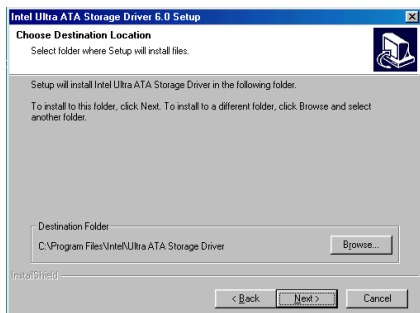 Intel Ultra ATA Storage Driver 6.0 Setup
Choose Destination Location
Select folder where Setup will install files.
Setup will install Intel Ultra ATA Storage Driver in the following folder.
To install to this folder, click Next. To install to a different folder, click Browse and select
another folder.
Destination Folder
C:\Program Files\Intel\Ultra ATA Storage Driver
Browse...
InstallShield
< Back
Next >
Cancel